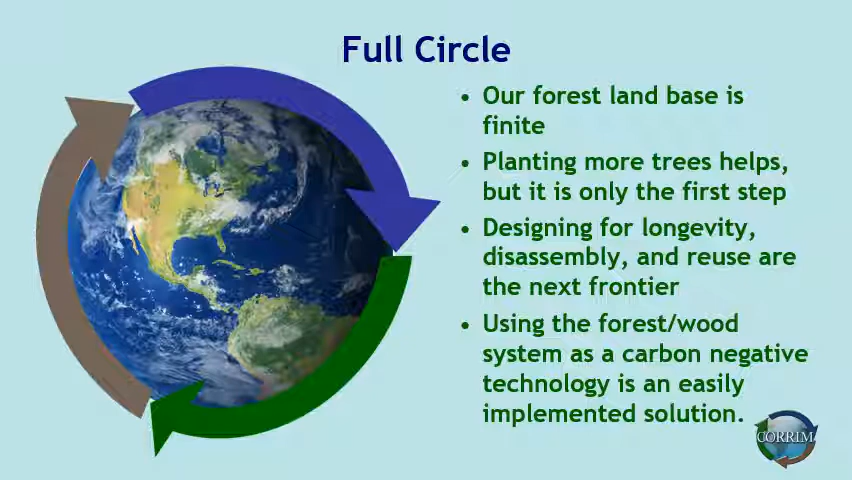 Full Circle
• Our forest land base is
finite
• Planting more trees helps,
but it is only the first step
• Designing for longevity,
disassembly, and reuse are
the next frontier
• Using the forest/wood
system as a carbon negative
technology is an easily
implemented solution.
CORRIM